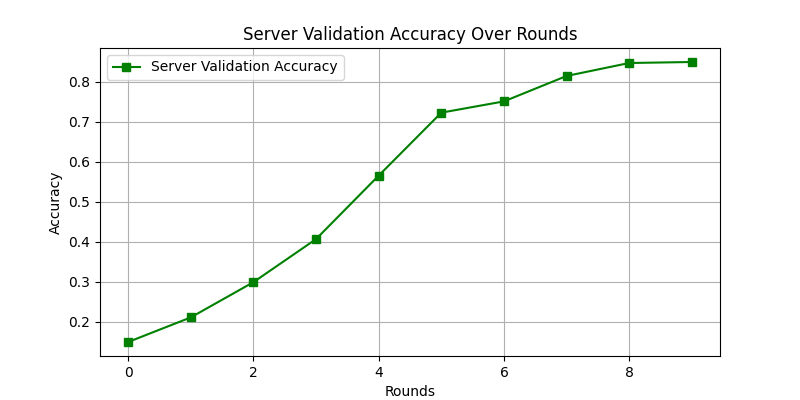 Server Validation Accuracy Over Rounds
Server Validation Accuracy
Accuracy
0.8
0.7
0.6
0.5
0.4
0.3
0.2
0 2 4 6 8
Rounds